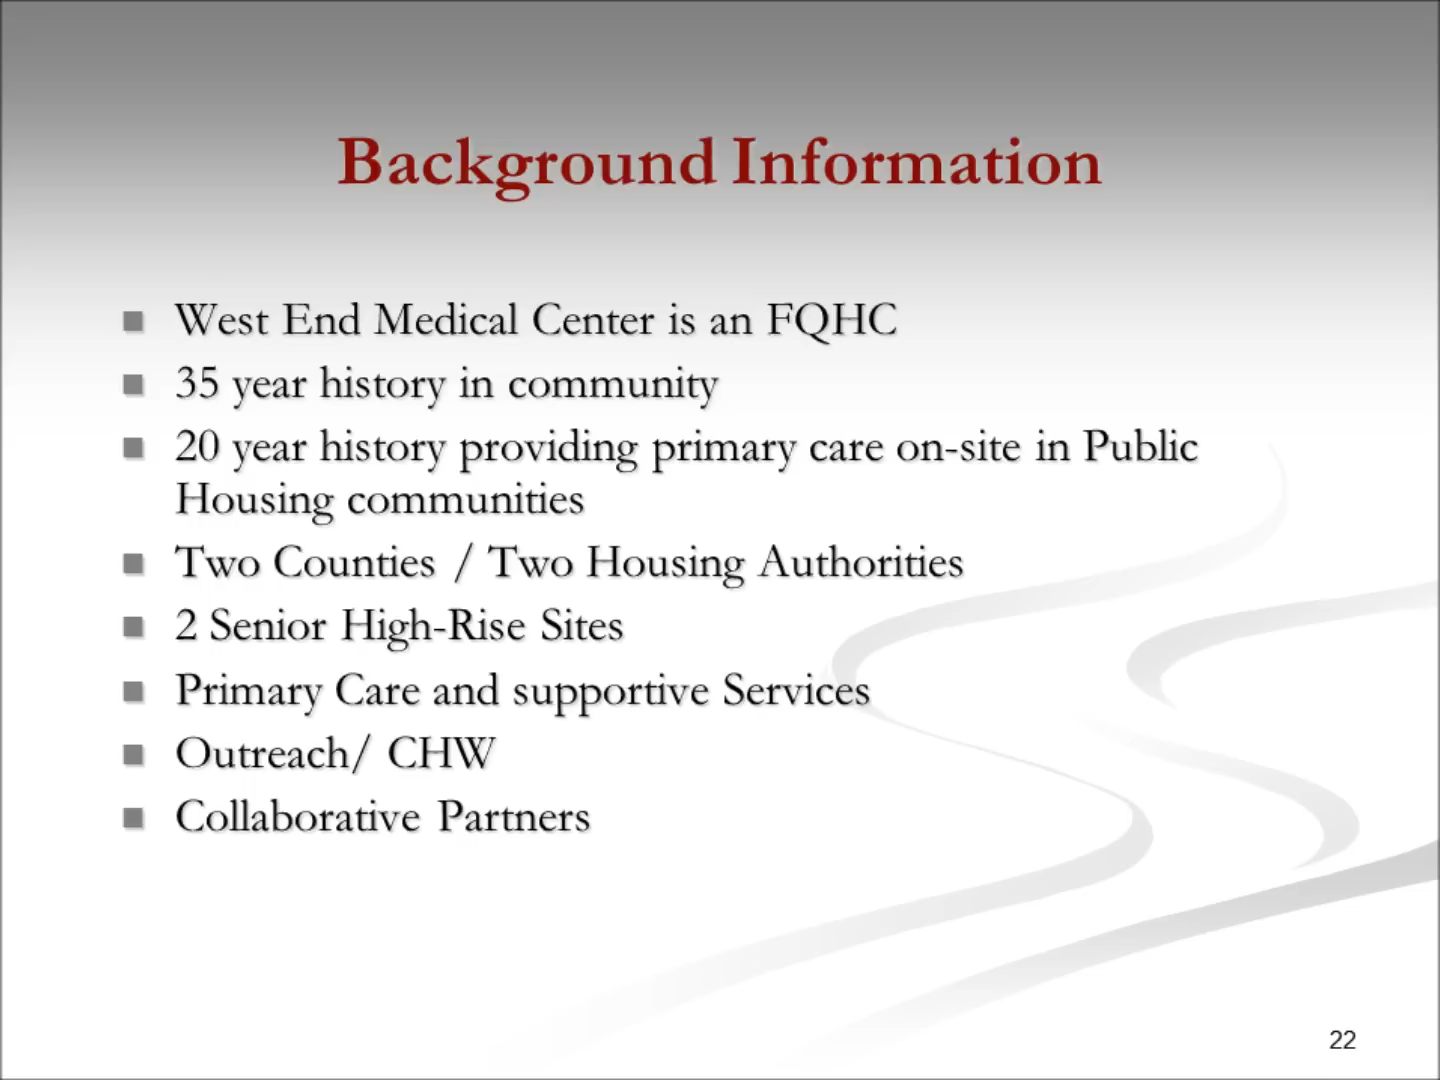 Background Information
West End Medical Center is an FQHC
35 year history in community
20 year history providing primary care on-site in Public
Housing communities
Two Counties / Two Housing Authorities
2 Senior High-Rise Sites
Primary Care and supportive Services
Outreach/ CHW
Collaborative Partners
22